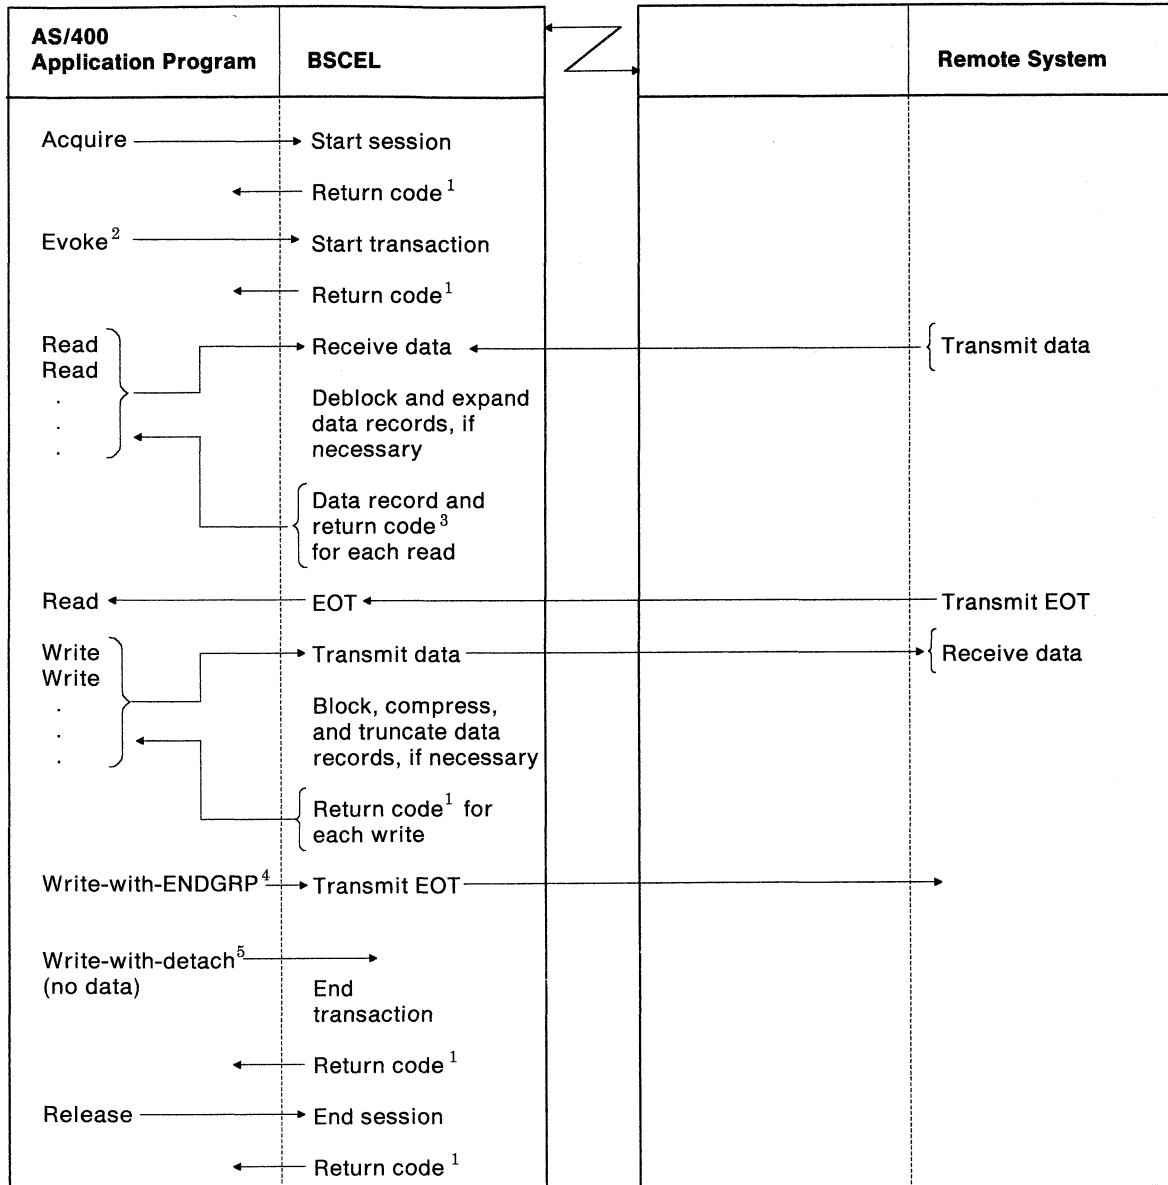 AS/400
Application Program
BSCEL
Remote System
Acquire
Start session
Return code 1
Evoke 2
Start transaction
Return code 1
Read
Read
.
.
.
Receive data
Transmit data
Deblock and expand
data records, if
necessary
Data record and
return code 3
for each read
Read
EOT
Transmit EOT
Write
Write
.
.
.
Transmit data
Receive data
Block, compress,
and truncate data
records, if necessary
Return code 1 for
each write
Write-with-ENDGRP 4
Transmit EOT
Write-with-detach 5
(no data)
End
transaction
Return code 1
Release
End session
Return code 1